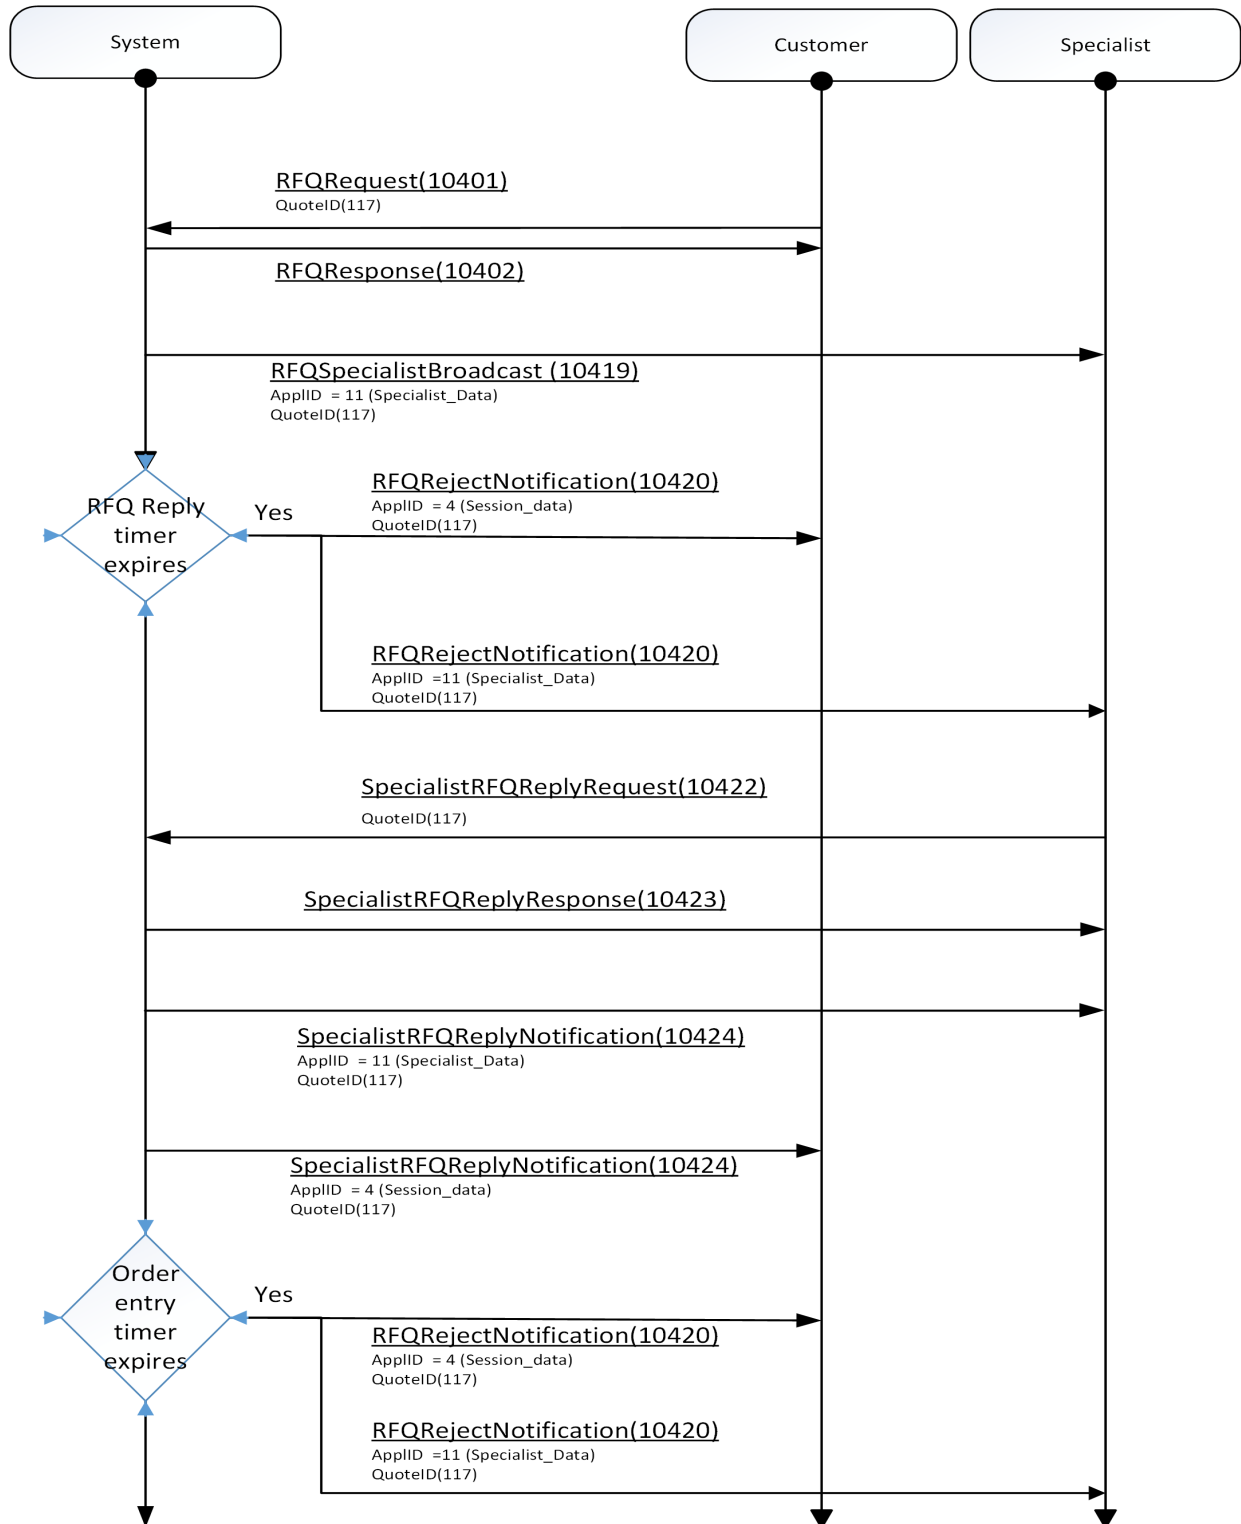 System
Customer
Specialist
RFQRequest(10401)
QuoteID(117)
RFQResponse(10402)
RFQSpecialistBroadcast (10419)
ApplID  = 11 (Specialist_Data)
QuoteID(117)
RFQ Reply
timer
expires
Yes
RFQRejectNotification(10420)
ApplID  = 4 (Session_data)
QuoteID(117)
RFQRejectNotification(10420)
ApplID  =11 (Specialist_Data)
QuoteID(117)
SpecialistRFQReplyRequest(10422)
QuoteID(117)
SpecialistRFQReplyResponse(10423)
SpecialistRFQReplyNotification(10424)
ApplID  = 11 (Specialist_Data)
QuoteID(117)
SpecialistRFQReplyNotification(10424)
ApplID  = 4 (Session_data)
QuoteID(117)
Order
entry
timer
expires
Yes
RFQRejectNotification(10420)
ApplID  = 4 (Session_data)
QuoteID(117)
RFQRejectNotification(10420)
ApplID  =11 (Specialist_Data)
QuoteID(117)